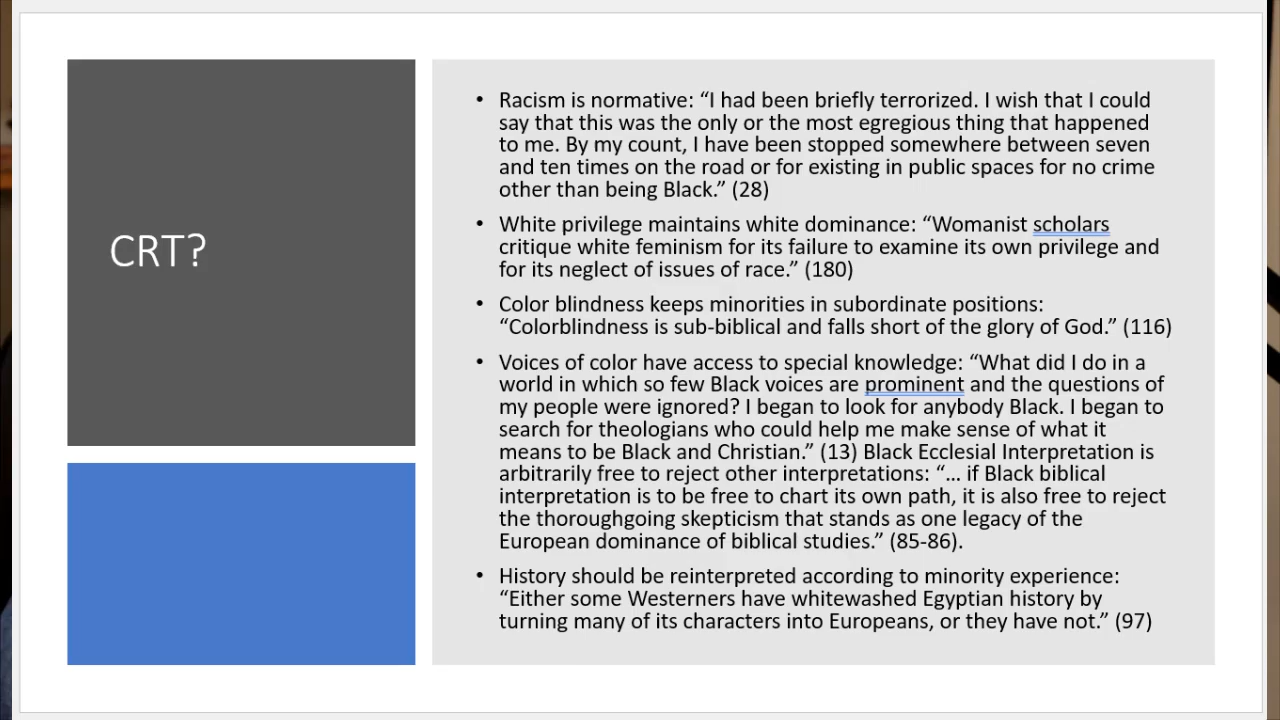 CRT?
• Racism is normative: “I had been briefly terrorized. I wish that I could
say that this was the only or the most egregious thing that happened
to me. By my count, I have been stopped somewhere between seven
and ten times on the road or for existing in public spaces for no crime
other than being Black.” (28)
• White privilege maintains white dominance: “Womanist scholars
critique white feminism for its failure to examine its own privilege and
for its neglect of issues of race.” (180)
• Color blindness keeps minorities in subordinate positions:
“Colorblindness is sub-biblical and falls short of the glory of God.” (116)
• Voices of color have access to special knowledge: “What did I do in a
world in which so few Black voices are prominent and the questions of
my people were ignored? I began to look for anybody Black. I began to
search for theologians who could help me make sense of what it
means to be Black and Christian.” (13) Black Ecclesial Interpretation is
arbitrarily free to reject other interpretations: “… if Black biblical
interpretation is to be free to chart its own path, it is also free to reject
the thoroughgoing skepticism that stands as one legacy of the
European dominance of biblical studies.” (85-86).
• History should be reinterpreted according to minority experience:
“Either some Westerners have whitewashed Egyptian history by
turning many of its characters into Europeans, or they have not.” (97)